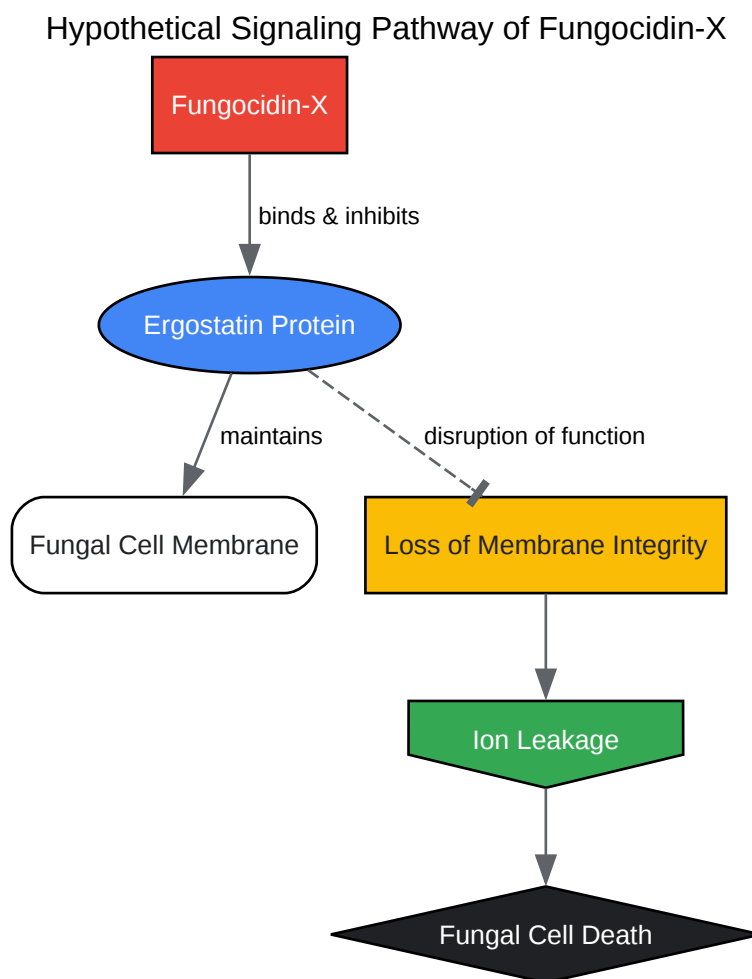 Hypothetical Signaling Pathway of Fungocidin-X
Fungocidin-X
binds & inhibits
Ergostatin Protein
maintains
disruption of function
Fungal Cell Membrane
Loss of Membrane Integrity
Ion Leakage
Fungal Cell Death